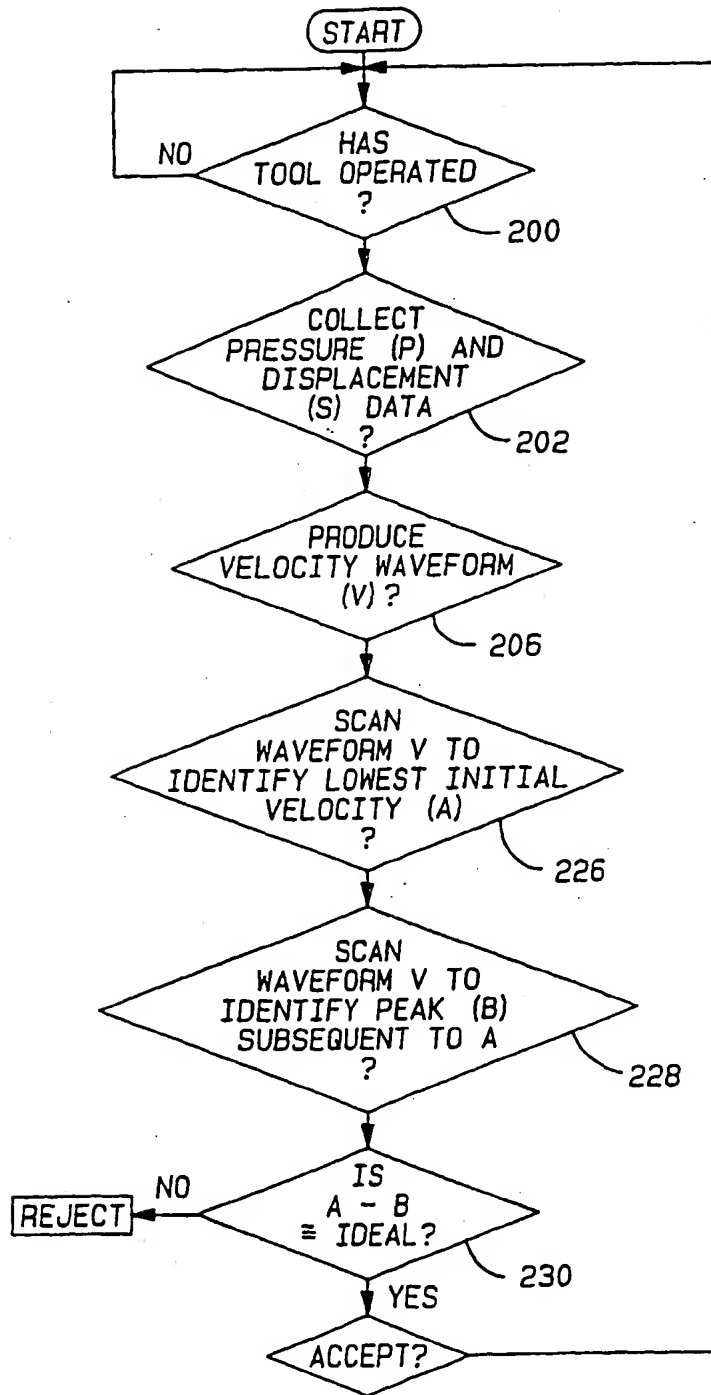 START
NO
HAS
TOOL OPERATED
?
200
COLLECT
PRESSURE (P) AND
DISPLACEMENT
(S) DATA
?
202
PRODUCE
VELOCITY WAVEFORM
(V)?
206
SCAN
WAVEFORM V TO
IDENTIFY LOWEST INITIAL
VELOCITY (A)
?
226
SCAN
WAVEFORM V TO
IDENTIFY PEAK (B)
SUBSEQUENT TO A
?
228
IS
A - B
≅ IDEAL?
NO
REJECT
230
YES
ACCEPT?